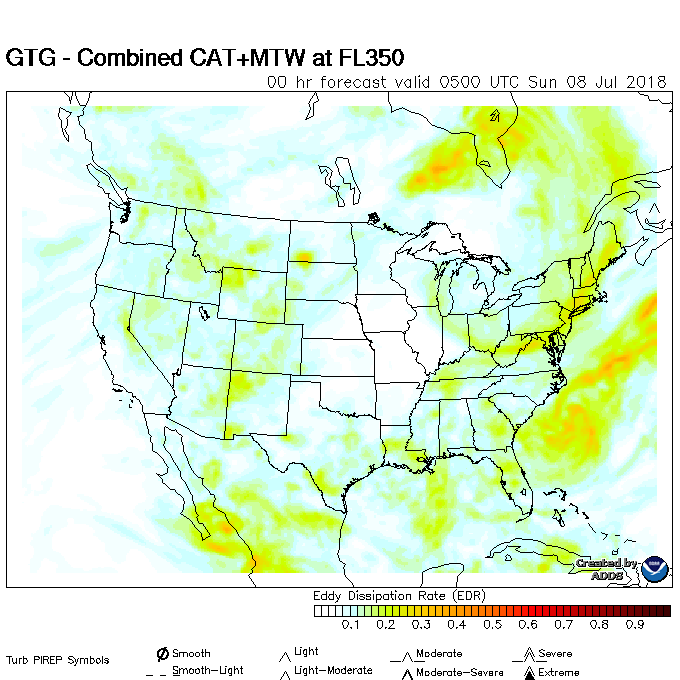 GTG - Combined CAT+MTW at FL350
00 hr forecast valid 0500 UTC Sun 08 Jul 2018
Created by
ADDS
Eddy Dissipation Rate (EDR)
0.1 0.2 0.3 0.4 0.5 0.6 0.7 0.8 0.9
Turb PIREP Symbols
Smooth Light Moderate Severe
Smooth-Light Light-Moderate Moderate-Severe Extreme